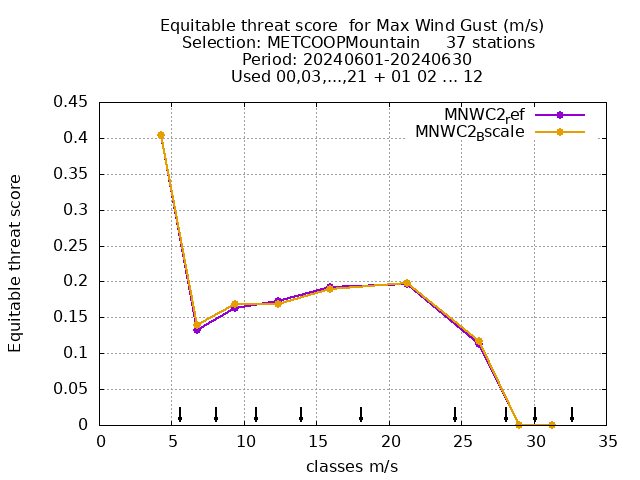 Equitable threat score  for Max Wind Gust (m/s)
Selection: METCOOPMountain     37 stations
Period: 20240601-20240630
Used 00,03,...,21 + 01 02 ... 12
MNWC2ref
MNWC2Bscale
Equitable threat score
0.45
0.4
0.35
0.3
0.25
0.2
0.15
0.1
0.05
0
0 5 10 15 20 25 30 35
classes m/s